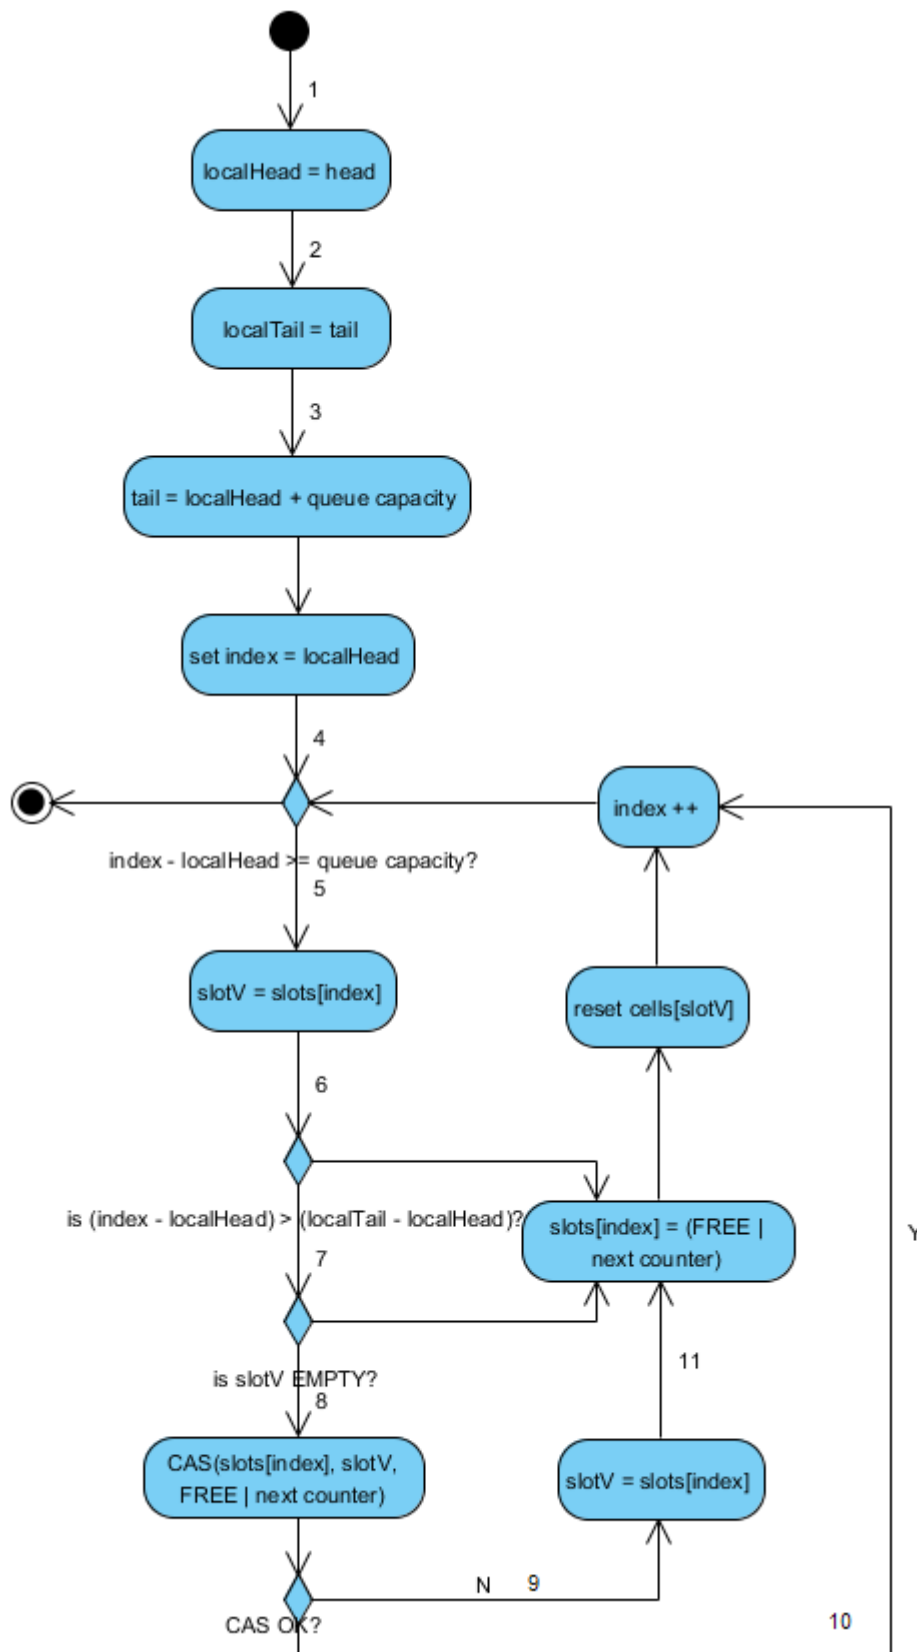 1
localHead = head
2
localTail = tail
3
tail = localHead + queue capacity
set index = localHead
4
index ++
index - localHead >= queue capacity?
5
slotV = slots[index]
reset cells[slotV]
6
is (index - localHead) > (localTail - localHead)?
slots[index] = (FREE |
next counter)
Y
7
is slotV EMPTY?
8
11
CAS(slots[index], slotV,
FREE | next counter)
slotV = slots[index]
N
9
CAS OK?
10